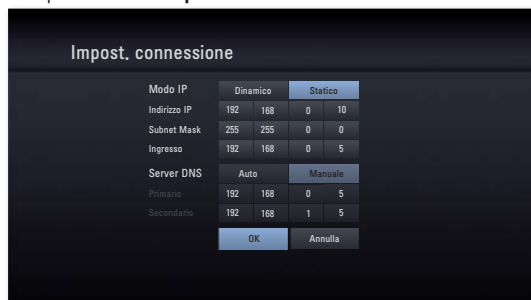 Impost. connessione
Modo IP Dinamico Statico
Indirizzo IP 192 168 0 10
Subnet Mask 255 255 0 0
Ingresso 192 168 0 5
Server DNS Auto Manuale
Primario 192 168 0 5
Secondario 192 168 1 5
OK Annulla